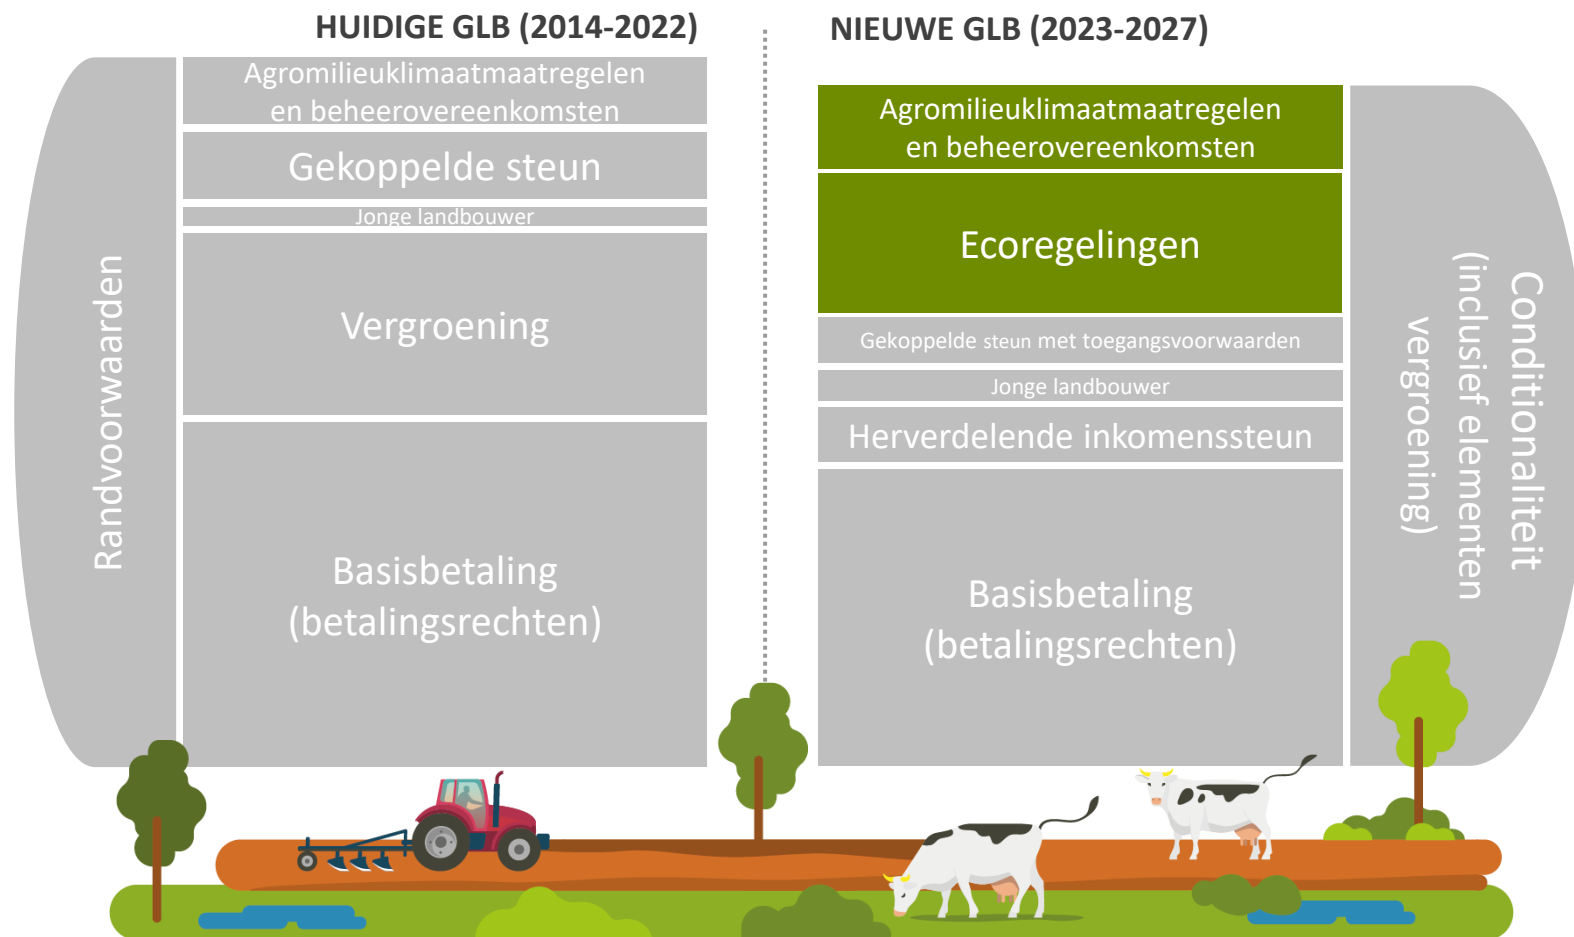 HUIDIGE GLB (2014-2022)
Agromilieuklimaatmaatregelen
en beheerovereenkomsten
Gekoppelde steun
Jonge landbouwer
Vergroening
Basisbetaling
(betalingsrechten)
Randvoorwaarden
NIEUWE GLB (2023-2027)
Agromilieuklimaatmaatregelen
en beheerovereenkomsten
Ecoregelingen
Gekoppelde steun met toegangsvoorwaarden
Jonge landbouwer
Herverdelende inkomenssteun
Basisbetaling
(betalingsrechten)
Conditionaliteit
(inclusief elementen
vergroening)